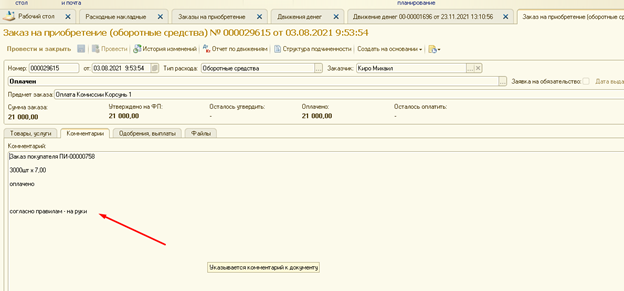 стол
и почта
планирование
Рабочий стол
Расходные накладные
Заказы на приобретение
Движения денег
Движение денег 00-00001696 от 23.11.2021 13:10:56
Заказ на приобретение (оборотные сре
Заказ на приобретение (оборотные средства) № 000029615 от 03.08.2021 9:53:54
Провести и закрыть Провести История изменений Отчет по движениям Структура подчиненности Создать на основании
Номер: 000029615 от: 03.08.2021 9:53:54 Тип расхода: Оборотные средства ... Заказчик: Киро Михаил ...
Оплачен ... Заявка на обязательство: Дата выда
Предмет заказа: Оплата Комиссии Корсунь 1
Сумма заказа: Утверждено на ФП: Осталось утвердить: Оплачено: Осталось оплатить:
21 000,00 21 000,00 - 21 000,00 -
Товары, услуги Комментарии Одобрения, выплаты Файлы
Комментарий:
Заказ покупателя ПИ-00000758
3000шт х 7,00
оплачено
согласно правилам - на руки
Указывается комментарий к документу